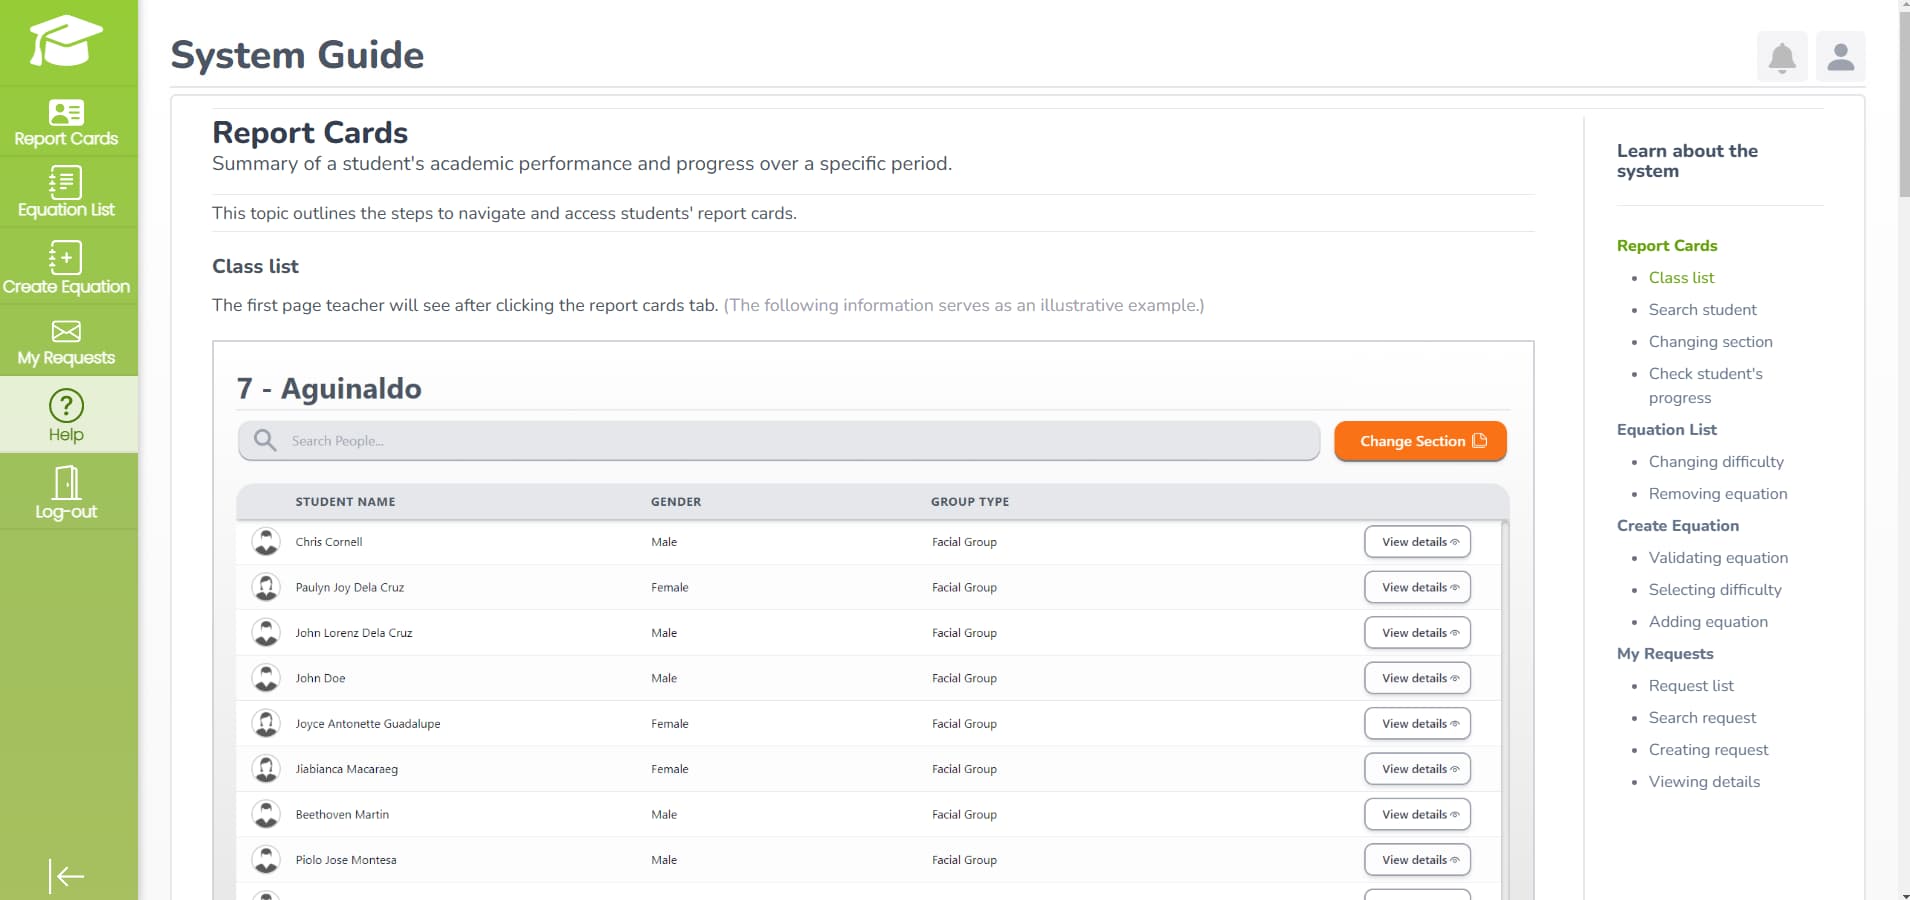 System Guide
Report Cards
Equation List
Create Equation
My Requests
Help
Log-out
Report Cards
Summary of a student's academic performance and progress over a specific period.
This topic outlines the steps to navigate and access students' report cards.
Class list
The first page teacher will see after clicking the report cards tab. (The following information serves as an illustrative example.)
7 - Aguinaldo
Search People...
Change Section
STUDENT NAME GENDER GROUP TYPE
Chris Cornell Male Facial Group View details
Paulyn Joy Dela Cruz Female Facial Group View details
John Lorenz Dela Cruz Male Facial Group View details
John Doe Male Facial Group View details
Joyce Antonette Guadalupe Female Facial Group View details
Jiabianca Macaraeg Female Facial Group View details
Beethoven Martin Male Facial Group View details
Piolo Jose Montesa Male Facial Group View details
Learn about the
system
Report Cards
Class list
Search student
Changing section
Check student's
progress
Equation List
Changing difficulty
Removing equation
Create Equation
Validating equation
Selecting difficulty
Adding equation
My Requests
Request list
Search request
Creating request
Viewing details